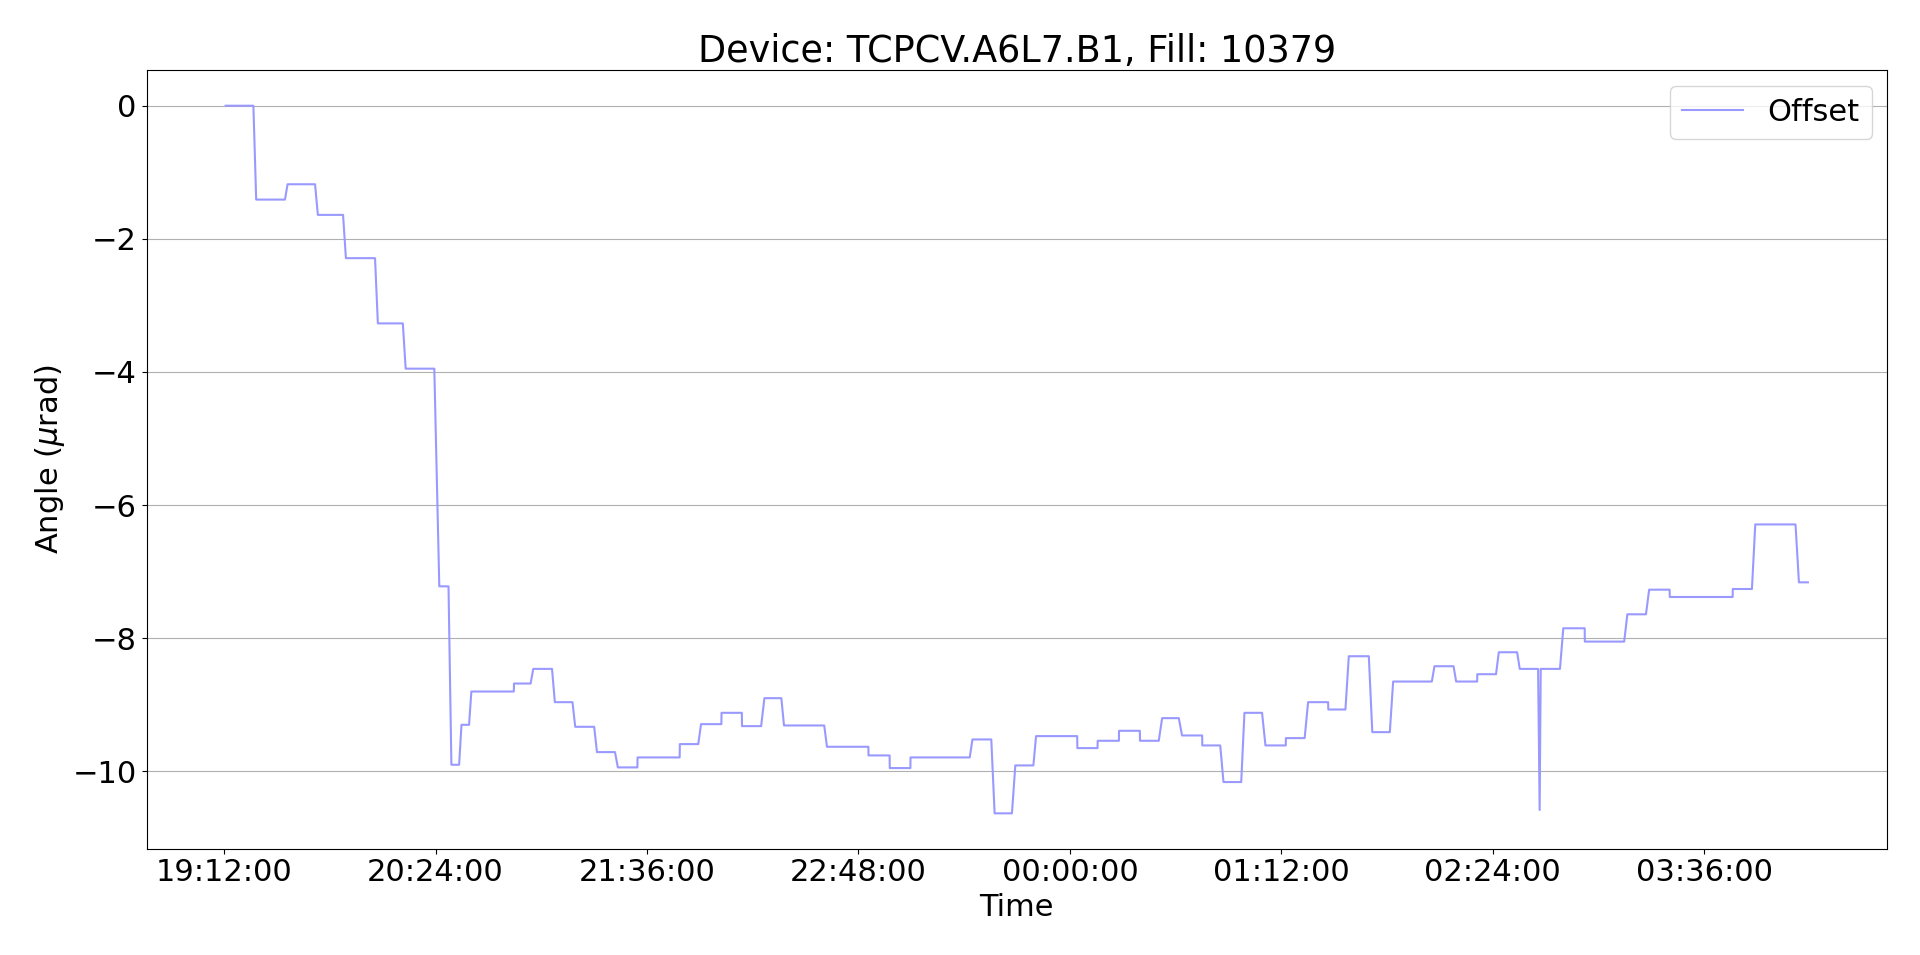 Device: TCPCV.A6L7.B1, Fill: 10379
Offset
Angle (μrad)
0
−2
−4
−6
−8
−10
19:12:00 20:24:00 21:36:00 22:48:00 00:00:00 01:12:00 02:24:00 03:36:00
Time